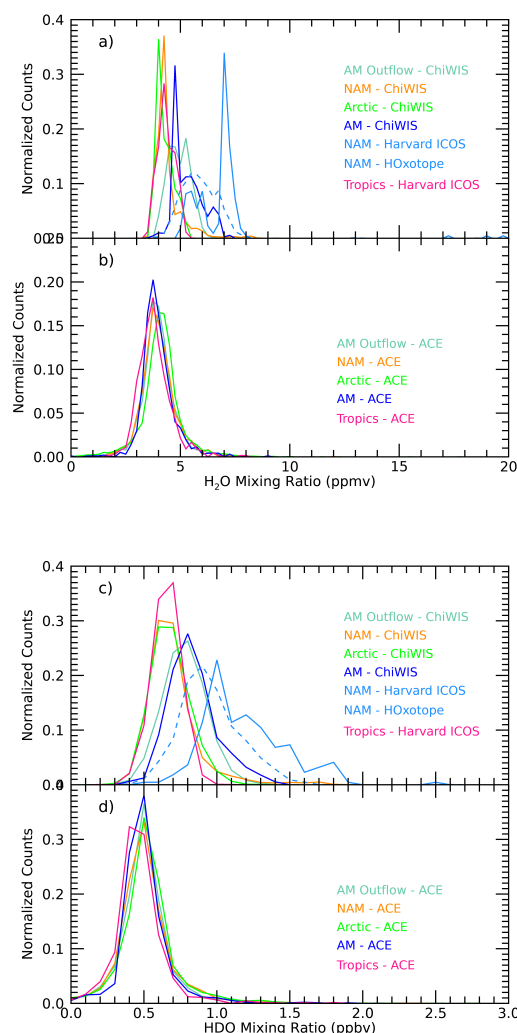 0.4
a)
AM Outflow - ChiWIS
NAM - ChiWIS
Arctic - ChiWIS
AM - ChiWIS
NAM - Harvard ICOS
NAM - HOxotope
Tropics - Harvard ICOS
0.3
0.2
0.1
Normalized Counts
b)
0.20
0.15
0.10
0.05
0.00
Normalized Counts
AM Outflow - ACE
NAM - ACE
Arctic - ACE
AM - ACE
Tropics - ACE
0 5 10 15 20
H2O Mixing Ratio (ppmv)
0.4
c)
AM Outflow - ChiWIS
NAM - ChiWIS
Arctic - ChiWIS
AM - ChiWIS
NAM - Harvard ICOS
NAM - HOxotope
Tropics - Harvard ICOS
0.3
0.2
0.1
Normalized Counts
d)
0.3
0.2
0.1
0.0
Normalized Counts
AM Outflow - ACE
NAM - ACE
Arctic - ACE
AM - ACE
Tropics - ACE
0.0 0.5 1.0 1.5 2.0 2.5 3.0
HDO Mixing Ratio (ppbv)